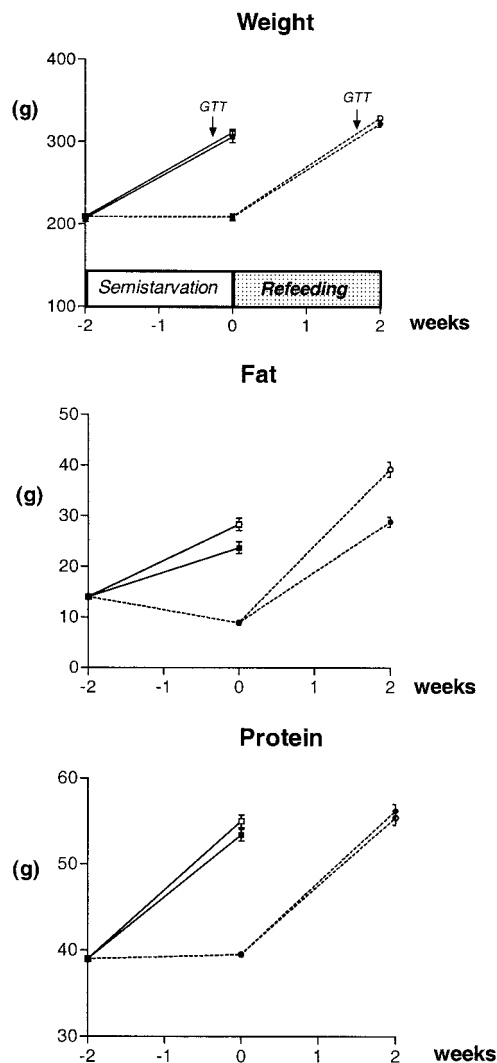 Weight
400
(g)
GTT
GTT
300
200
Semistarvation
Refeeding
100
-2
-1
0
1
2
weeks
Fat
50
40
(g)
30
20
10
0
-2
-1
0
1
2
weeks
Protein
60
(g)
50
40
30
-2
-1
0
1
2
weeks